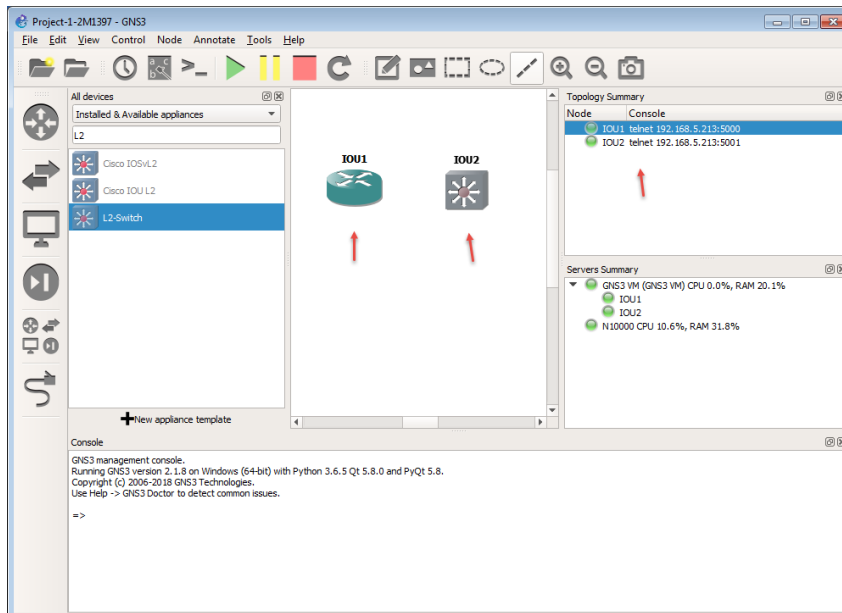 Project-1-2M1397 - GNS3
File Edit View Control Node Annotate Tools Help
All devices
Installed & Available appliances
L2
Cisco IOSvL2
Cisco IOU L2
L2-Switch
New appliance template
IOU1
IOU2
Topology Summary
Node Console
IOU1 telnet 192.168.5.213:5000
IOU2 telnet 192.168.5.213:5001
Servers Summary
GNS3 VM (GNS3 VM) CPU 0.0%, RAM 20.1%
IOU1
IOU2
N10000 CPU 10.6%, RAM 31.8%
Console
GNS3 management console.
Running GNS3 version 2.1.8 on Windows (64-bit) with Python 3.6.5 Qt 5.8.0 and PyQt 5.8.
Copyright (c) 2006-2018 GNS3 Technologies.
Use Help -> GNS3 Doctor to detect common issues.
=>